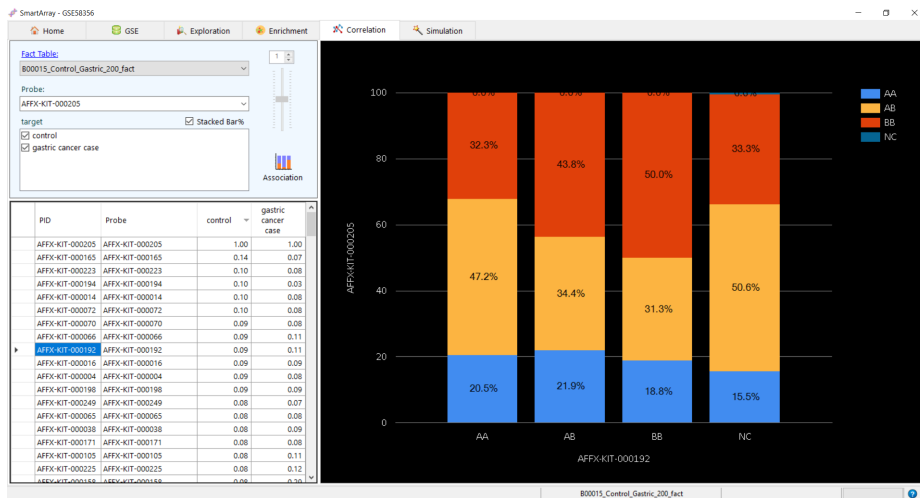 SmartArray - GSE58356
Home GSE Exploration Enrichment Correlation Simulation
Fact Table:
1
B00015_Control_Gastric_200_fact
Probe:
AFFX-KIT-000205
target Stacked Bar%
control
gastric cancer case
Association
PID Probe control gastric cancer case
AFFX-KIT-000205 AFFX-KIT-000205 1.00 1.00
AFFX-KIT-000165 AFFX-KIT-000165 0.14 0.07
AFFX-KIT-000223 AFFX-KIT-000223 0.10 0.08
AFFX-KIT-000194 AFFX-KIT-000194 0.10 0.03
AFFX-KIT-000014 AFFX-KIT-000014 0.10 0.08
AFFX-KIT-000072 AFFX-KIT-000072 0.10 0.08
AFFX-KIT-000070 AFFX-KIT-000070 0.09 0.08
AFFX-KIT-000066 AFFX-KIT-000066 0.09 0.11
AFFX-KIT-000192 AFFX-KIT-000192 0.09 0.11
AFFX-KIT-000016 AFFX-KIT-000016 0.09 0.09
AFFX-KIT-000004 AFFX-KIT-000004 0.09 0.08
AFFX-KIT-000198 AFFX-KIT-000198 0.09 0.09
AFFX-KIT-000249 AFFX-KIT-000249 0.08 0.07
AFFX-KIT-000065 AFFX-KIT-000065 0.08 0.08
AFFX-KIT-000038 AFFX-KIT-000038 0.08 0.09
AFFX-KIT-000171 AFFX-KIT-000171 0.08 0.08
AFFX-KIT-000105 AFFX-KIT-000105 0.08 0.11
AFFX-KIT-000225 AFFX-KIT-000225 0.08 0.12
AFFX-KIT-000205
100
80
60
40
20
0
0.0% 0.0% 0.0% 0.0%
32.3% 43.8% 50.0% 33.3%
47.2% 34.4% 31.3% 50.6%
20.5% 21.9% 18.8% 15.5%
AA AB BB NC
AFFX-KIT-000192
AA
AB
BB
NC
B00015_Control_Gastric_200_fact